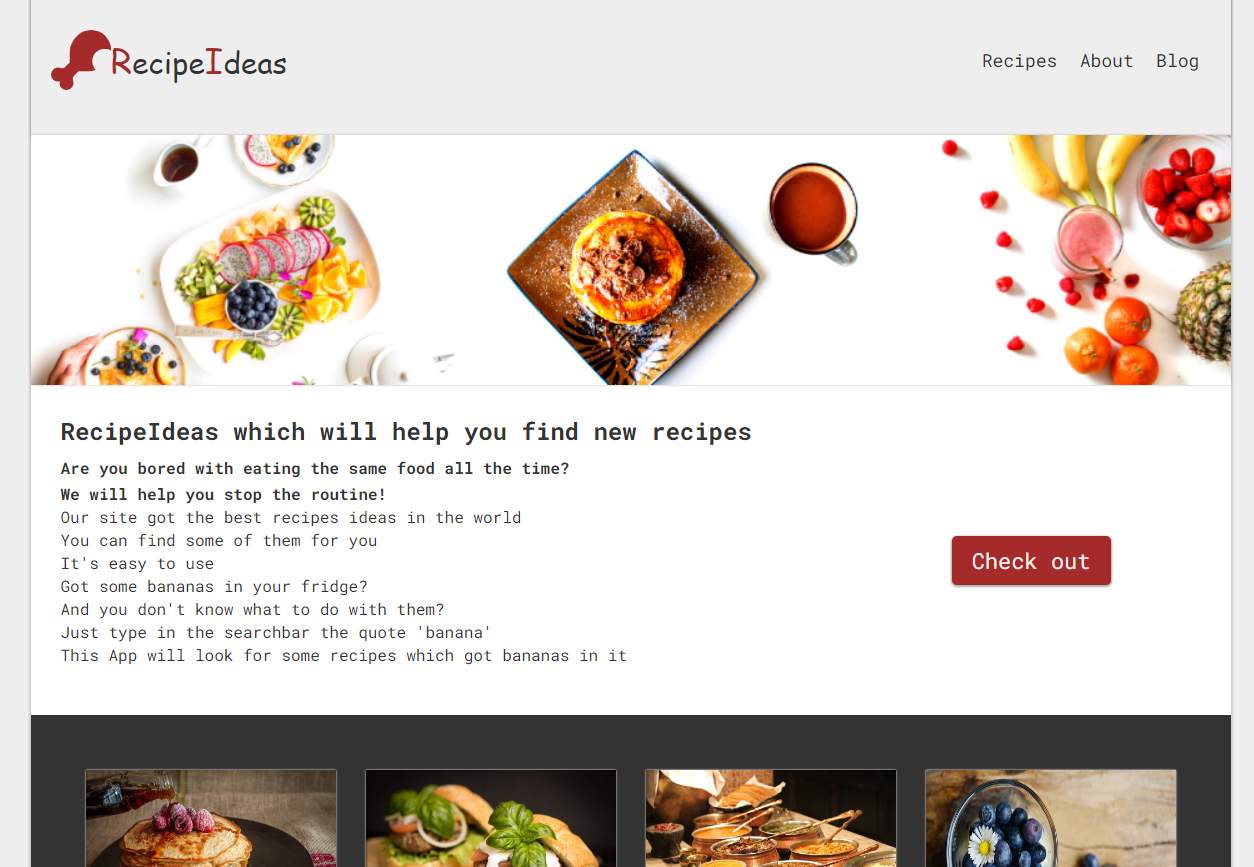 RecipeIdeas
Recipes About Blog
RecipeIdeas which will help you find new recipes
Are you bored with eating the same food all the time?
We will help you stop the routine!
Our site got the best recipes ideas in the world
You can find some of them for you
It's easy to use
Got some bananas in your fridge?
And you don't know what to do with them?
Just type in the searchbar the quote 'banana'
This App will look for some recipes which got bananas in it
Check out